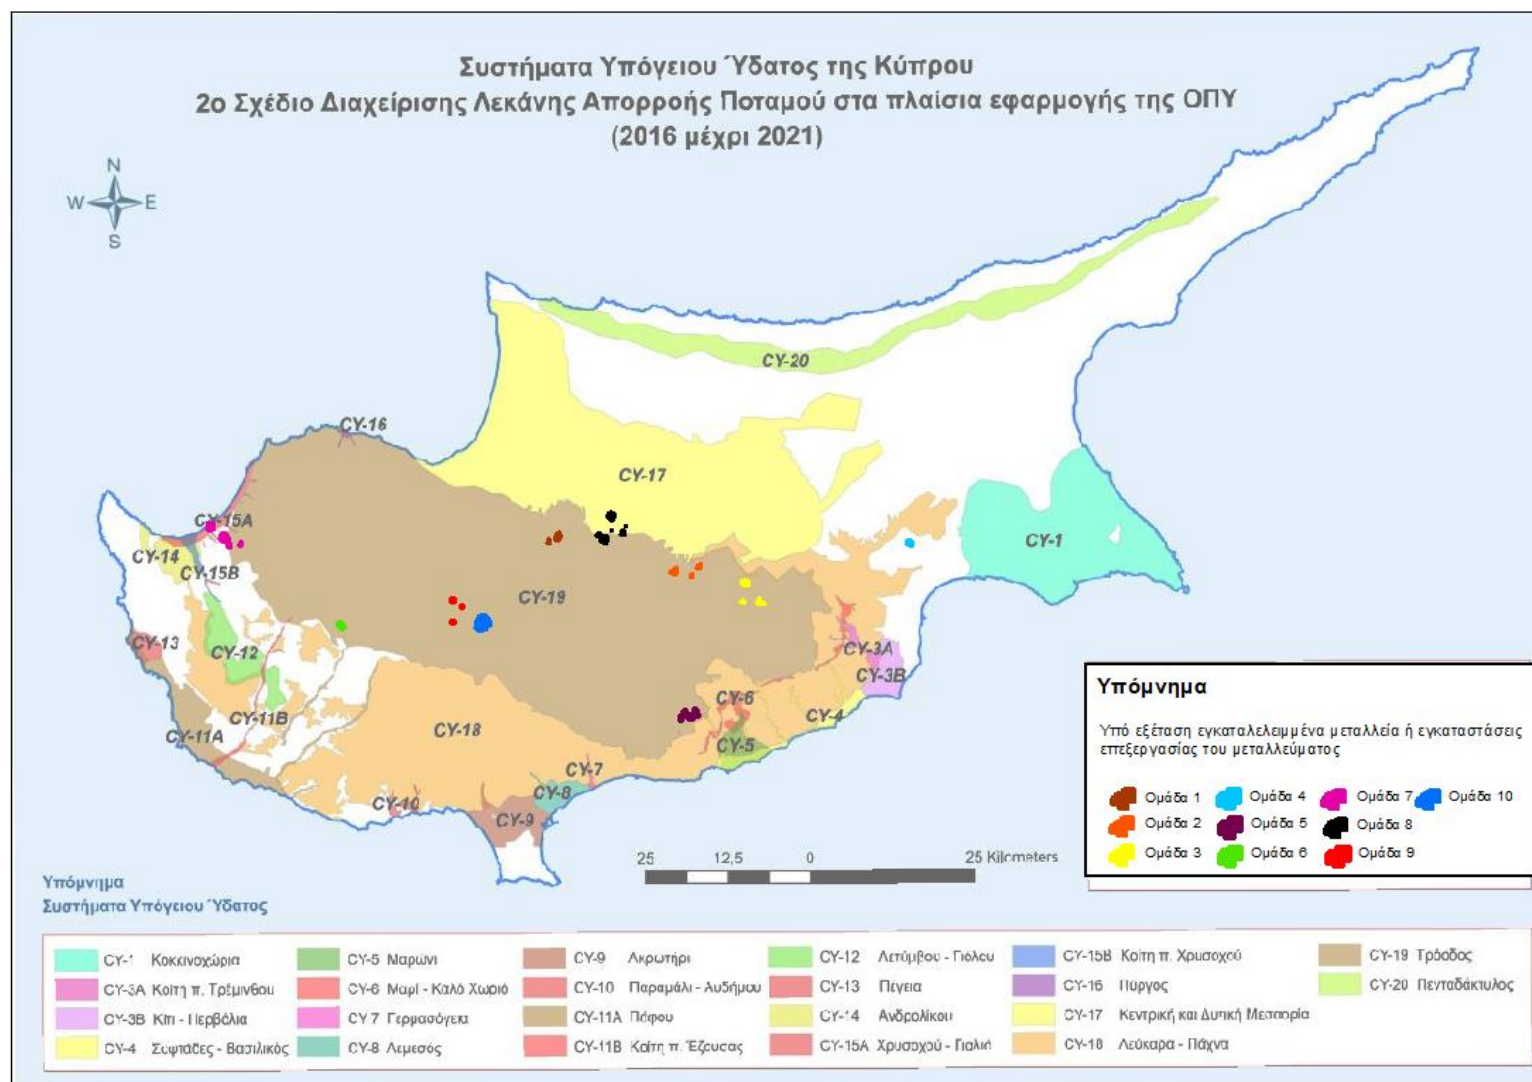 Συστήματα Υπόγειου Ύδατος της Κύπρου
2ο Σχέδιο Διαχείρισης Λεκάνης Απορροής Ποταμού στα πλαίσια εφαρμογής της ΟΠΥ
(2016 μέχρι 2021)
N
W E
S
CY-20
CY-16
CY-17
CY-15A
CY-14
CY-15B
CY-1
CY-19
CY-13
CY-12
CY-3A
CY-3B
CY-6
CY-4
CY-11B
CY-11A
CY-18
CY-5
CY-7
CY-8
CY-10
CY-9
25 12,5 0 25 Kilometers
Υπόμνημα
Υπό εξέταση εγκαταλελειμμένα μεταλλεία ή εγκαταστάσεις
επεξεργασίας του μεταλλεύματος
Ομάδα 1 Ομάδα 4 Ομάδα 7 Ομάδα 10
Ομάδα 2 Ομάδα 5 Ομάδα 8
Ομάδα 3 Ομάδα 6 Ομάδα 9
Υπόμνημα
Συστήματα Υπόγειου Ύδατος
CY-1 Κοκκινοχώρια CY-5 Μαρώνι CY-9 Ακρωτήρι CY-12 Λετύμβου - Γιόλου CY-15B Κοίτη π. Χρυσοχού CY-19 Τρόοδος
CY-3A Κοίτη π. Τρέμινθου CY-6 Μαρί - Καλό Χωριό CY-10 Παραμάλι - Αυδήμου CY-13 Πέγεια CY-16 Πύργος CY-20 Πενταδάκτυλος
CY-3B Κίτι - Περβόλια CY 7 Γερμασόγεια CY-11A Πάφου CY-14 Ανδρολίκου CY-17 Κεντρική και Δυτική Μεσαορία
CY-4 Σοφτάδες - Βασιλικός CY-8 Λεμεσός CY-11B Κοίτη π. Έζουσας CY-15A Χρυσοχού - Γιαλιά CY-18 Λεύκαρα - Πάχνα